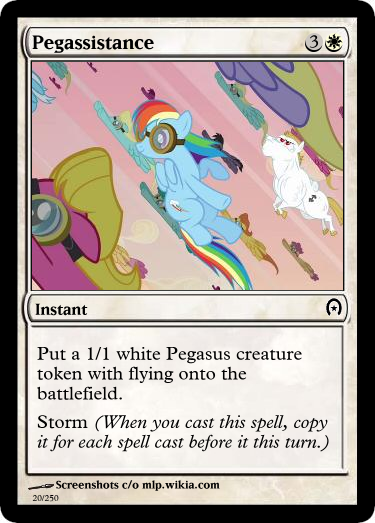 Pegassistance 3
Instant
Put a 1/1 white Pegasus creature
token with flying onto the
battlefield.
Storm (When you cast this spell, copy
it for each spell cast before it this turn.)
Screenshots c/o mlp.wikia.com
20/250